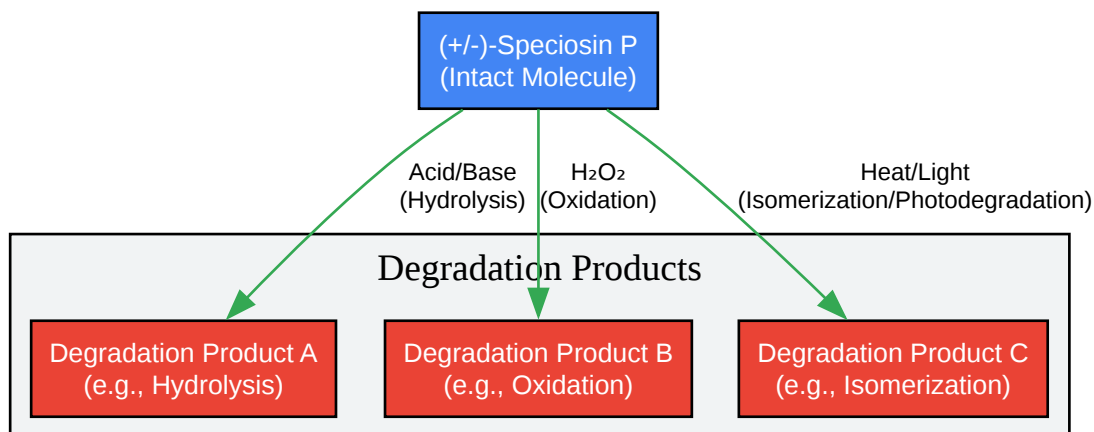 (+/-)-Speciosin P
(Intact Molecule)
Acid/Base
(Hydrolysis)
H₂O₂
(Oxidation)
Heat/Light
(Isomerization/Photodegradation)
Degradation Products
Degradation Product A
(e.g., Hydrolysis)
Degradation Product B
(e.g., Oxidation)
Degradation Product C
(e.g., Isomerization)